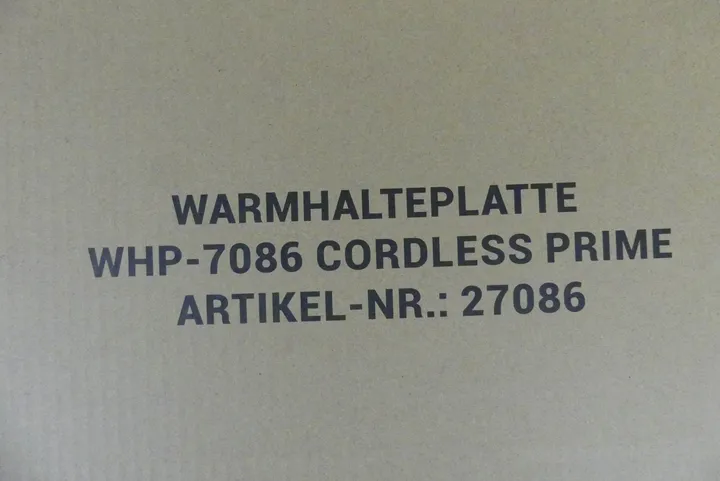 WARMHALTEPLATTE
WHP-7086 CORDLESS PRIME
ARTIKEL-NR.: 27086